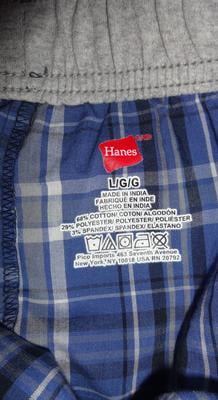 Hanes
L/G/G
MADE IN INDIA
FABRIQUÉ EN INDE
HECHO EN INDIA
68% COTTON/ COTON/ ALGODÓN
29% POLYESTER/ POLYESTER/ POLIÉSTER
3% SPANDEX/ SPANDEX/ ELASTANO
Pico Imports 463 Seventh Avenue
New York, NY 10018 USA RN 20792